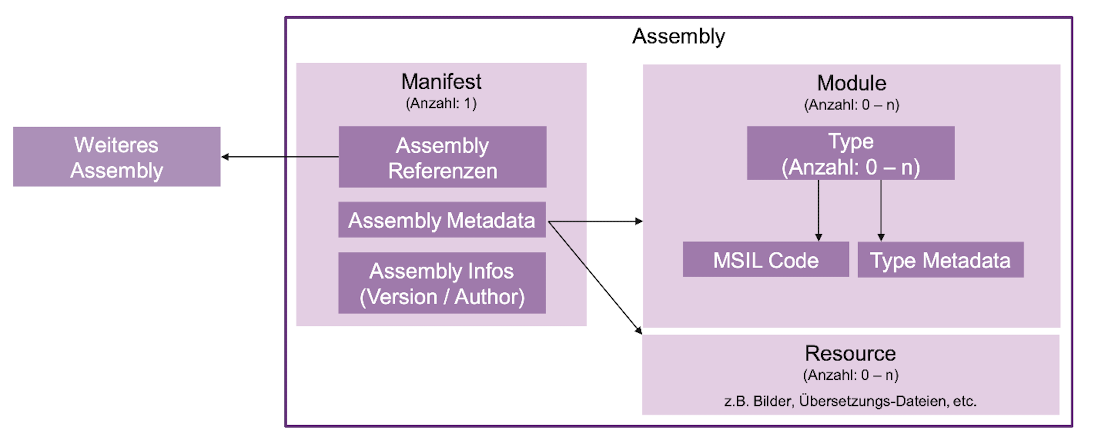 Assembly
Manifest
(Anzahl: 1)
Assembly
Referenzen
Assembly Metadata
Assembly Infos
(Version / Author)
Weiteres
Assembly
Module
(Anzahl: 0 – n)
Type
(Anzahl: 0 – n)
MSIL Code
Type Metadata
Resource
(Anzahl: 0 – n)
z.B. Bilder, Übersetzungs-Dateien, etc.